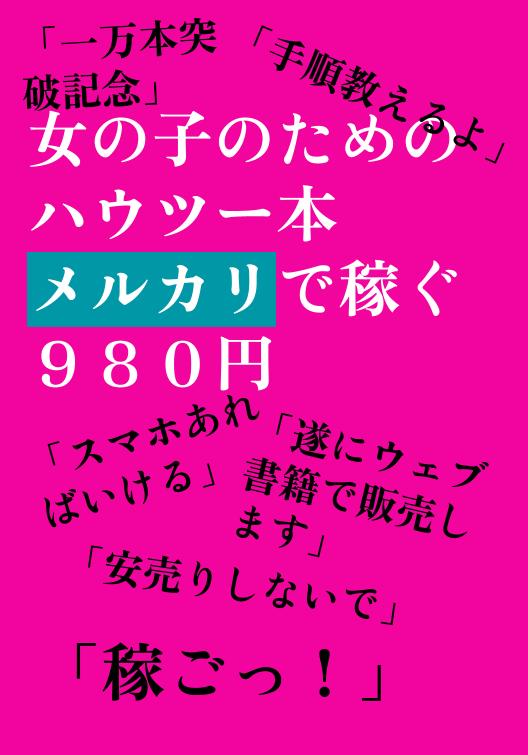 「一万本突
破記念」
「手順教えるよ」
女の子のための
ハウツー本
メルカリで稼ぐ
９８０円
「スマホあれ
ばいける」
「遂にウェブ
書籍で販売し
ます」
「安売りしないで」
「稼ごっ！」